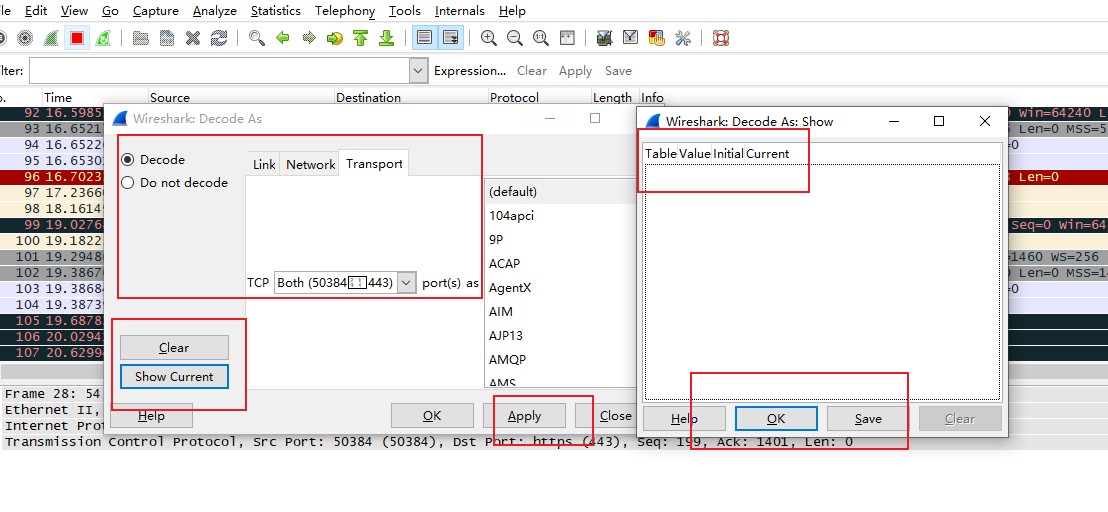 le Edit View Go Capture Analyze Statistics Telephony Tools Internals Help
lter: Expression... Clear Apply Save
o. Time Source Destination Protocol Length Info
92 16.5985
93 16.6521
94 16.6522
95 16.6530
96 16.7023
97 17.2366
98 18.1614
99 19.0276
100 19.1822
101 19.2948
102 19.3867
103 19.3868
104 19.3873
105 19.6878
106 20.0294
107 20.6299
Win=64240 L
5 Len=0 MSS=5
=0
Len=0
Seq=0 Win=64
1460 WS=256
0 Len=0 MSS=1
=0
Wireshark: Decode As
Decode
Do not decode
Link Network Transport
TCP Both (50384 443) port(s) as
(default)
104apci
9P
ACAP
AgentX
AIM
AJP13
AMQP
AMS
Clear
Show Current
Help OK Apply Close
Wireshark: Decode As: Show
Table Value Initial Current
Help OK Save Clear
Frame 28: 54
Ethernet II,
Internet Prot
Transmission Control Protocol, Src Port: 50384 (50384), Dst Port: https (443), Seq: 199, Ack: 1401, Len: 0